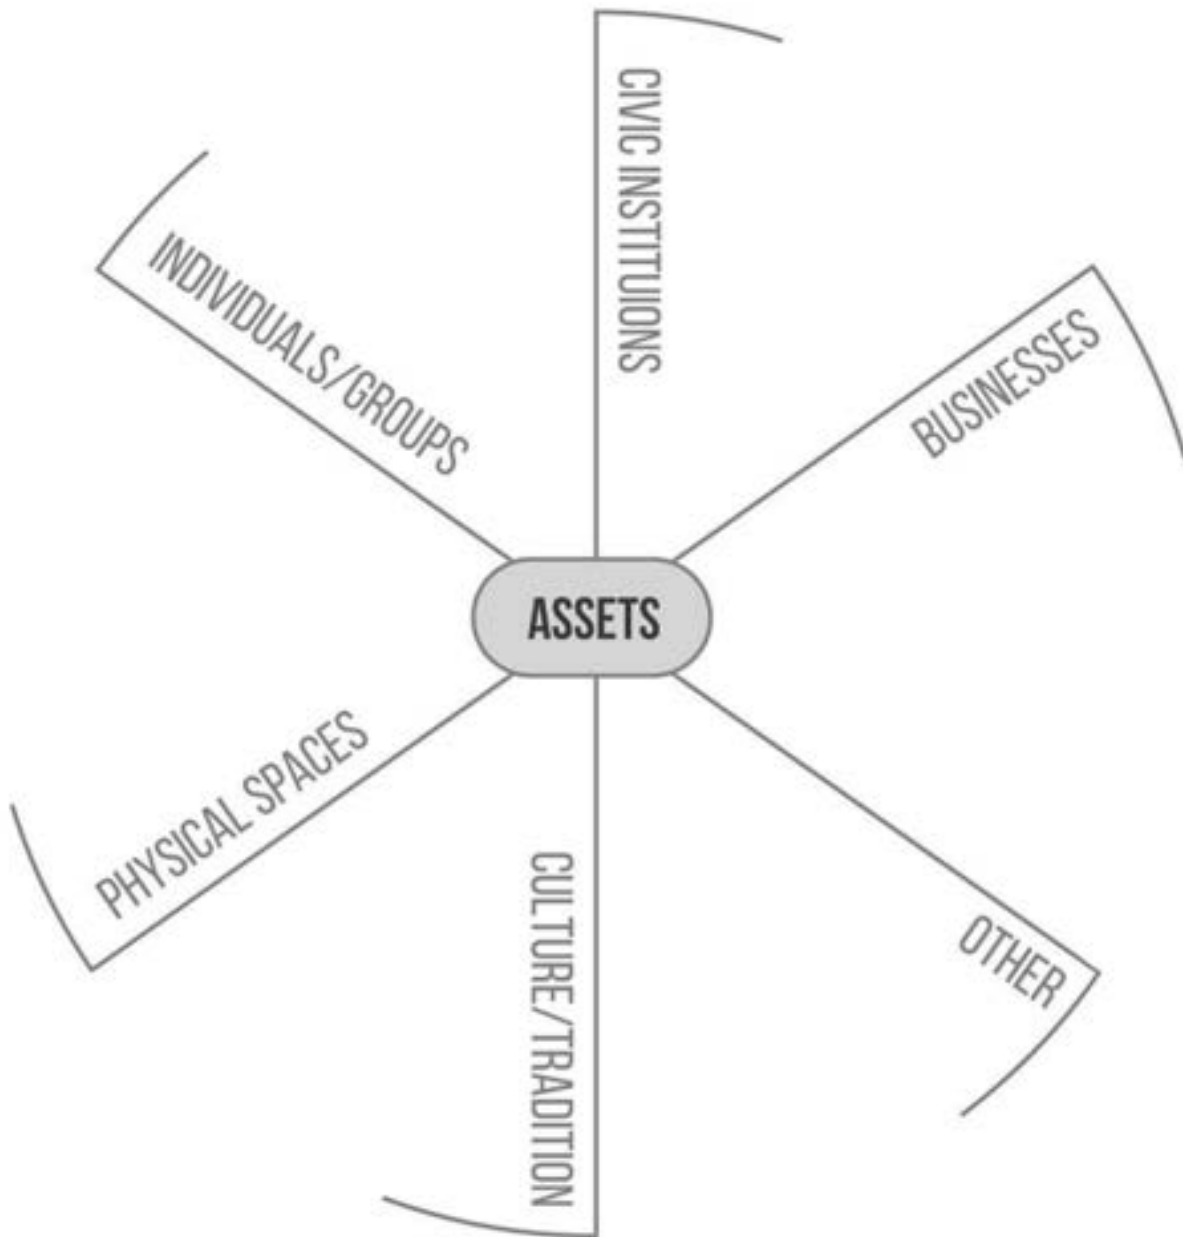 CIVIC INSTITUIONS
BUSINESSES
INDIVIDUALS/GROUPS
ASSETS
PHYSICAL SPACES
CULTURE/TRADITION
OTHER